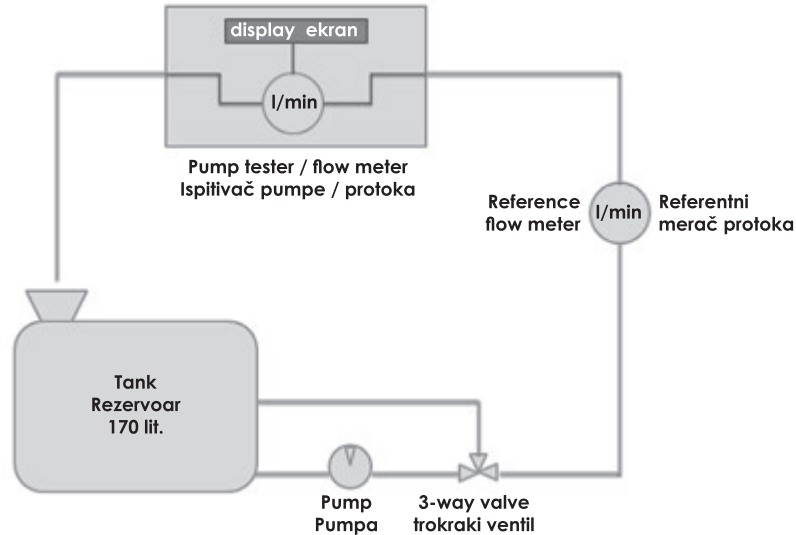 display ekran
l/min
Pump tester / flow meter
Ispitivač pumpe / protoka
Reference
flow meter
l/min
Referentni
merač protoka
Tank
Rezervoar
170 lit.
Pump
Pumpa
3-way valve
trokraki ventil